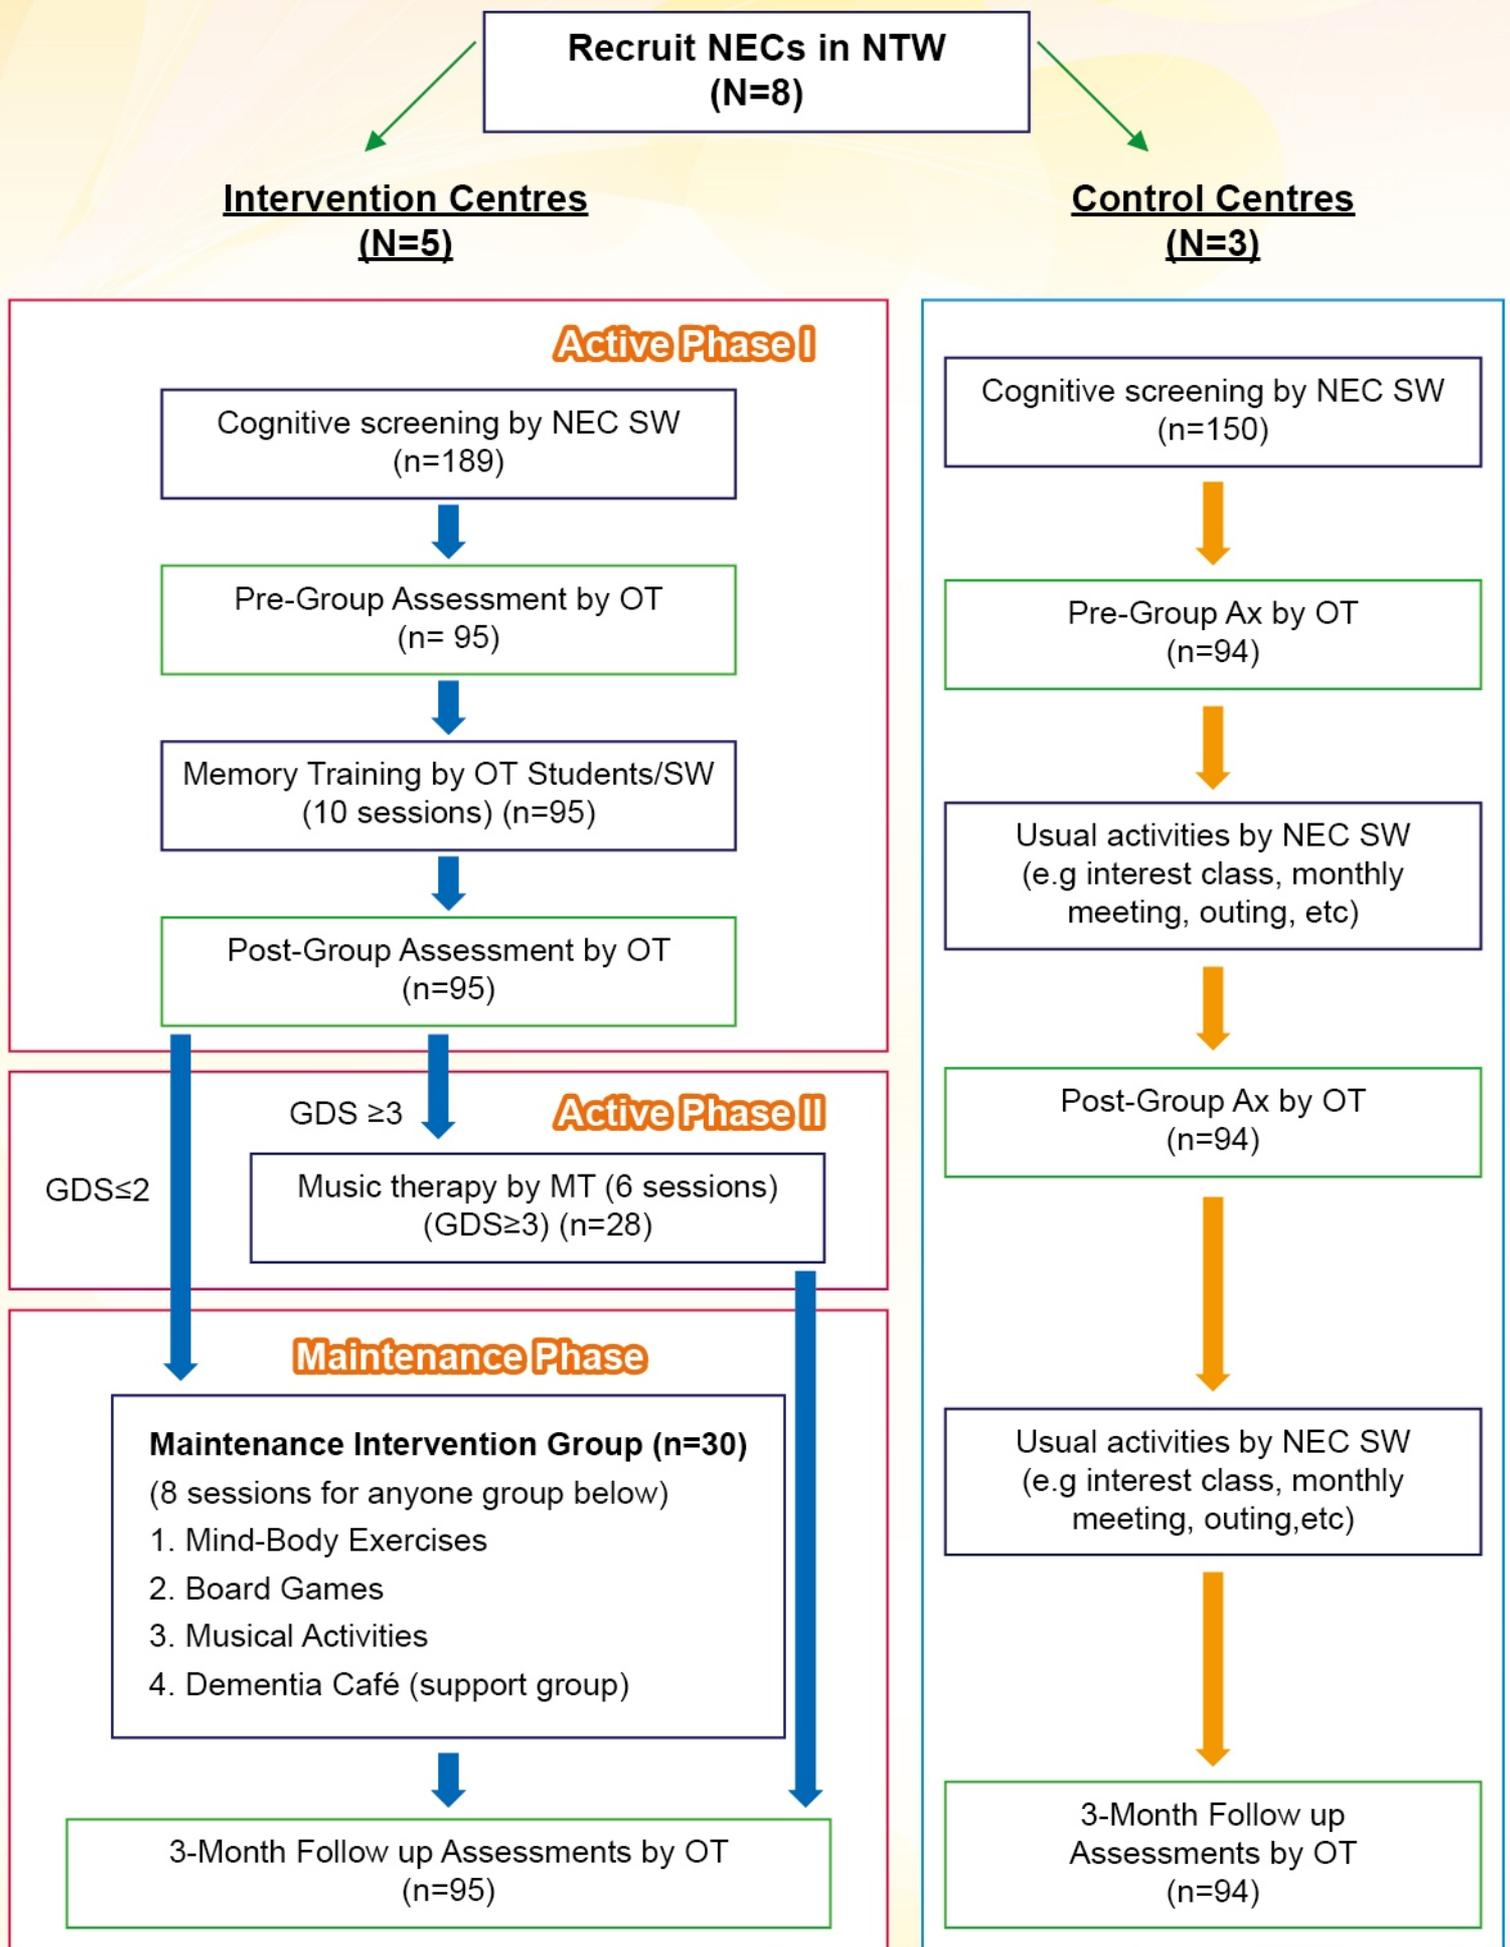 Recruit NECs in NTW
(N=8)
Intervention Centres
(N=5)
Active Phase I
Cognitive screening by NEC SW
(n=189)
Pre-Group Assessment by OT
(n= 95)
Memory Training by OT Students/SW
(10 sessions) (n=95)
Post-Group Assessment by OT
(n=95)
GDS ≥3
Active Phase II
GDS≤2
Music therapy by MT (6 sessions)
(GDS≥3) (n=28)
Maintenance Phase
Maintenance Intervention Group (n=30)
(8 sessions for anyone group below)
1. Mind-Body Exercises
2. Board Games
3. Musical Activities
4. Dementia Café (support group)
3-Month Follow up Assessments by OT
(n=95)
Control Centres
(N=3)
Cognitive screening by NEC SW
(n=150)
Pre-Group Ax by OT
(n=94)
Usual activities by NEC SW
(e.g interest class, monthly
meeting, outing, etc)
Post-Group Ax by OT
(n=94)
Usual activities by NEC SW
(e.g interest class, monthly
meeting, outing,etc)
3-Month Follow up
Assessments by OT
(n=94)